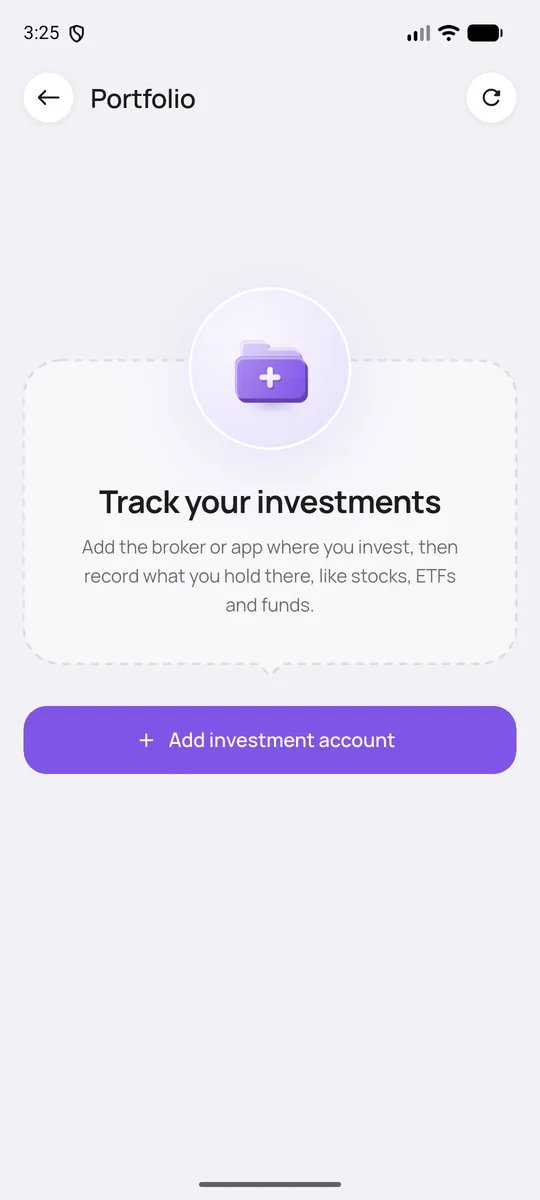 3:25
Portfolio
Track your investments
Add the broker or app where you invest, then
record what you hold there, like stocks, ETFs
and funds.
+ Add investment account